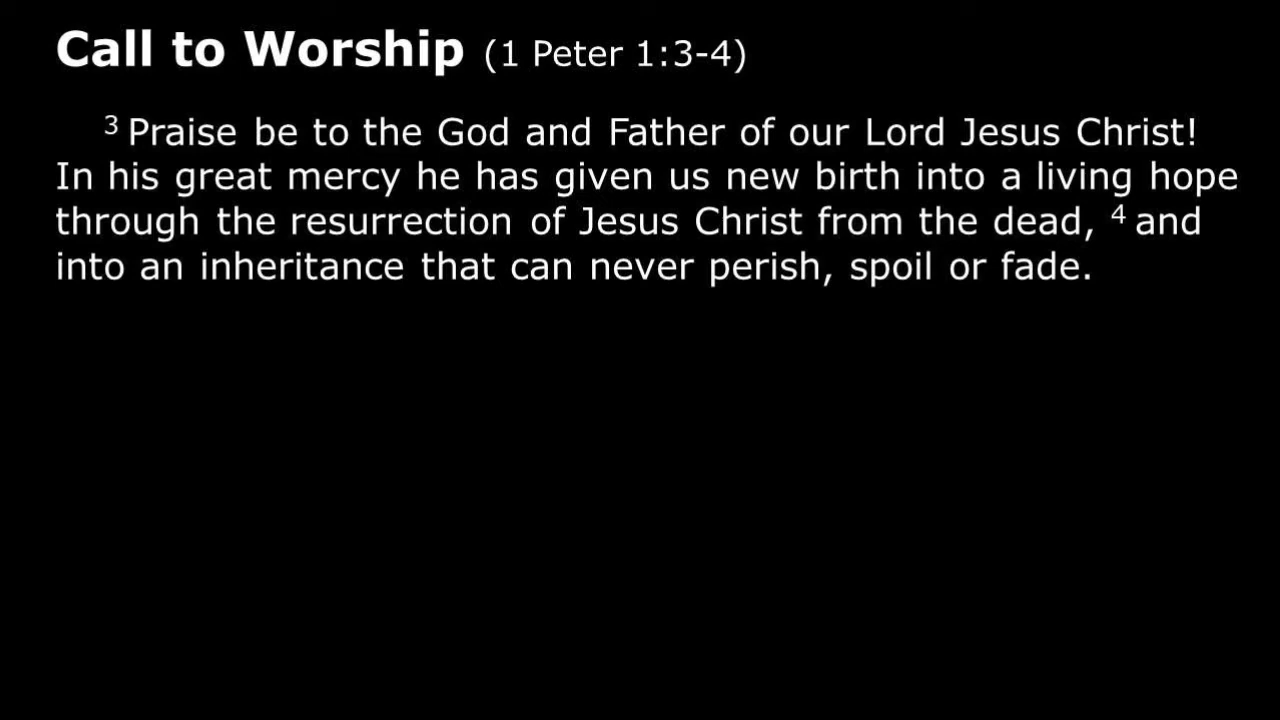 Call to Worship (1 Peter 1:3-4)
³ Praise be to the God and Father of our Lord Jesus Christ!
In his great mercy he has given us new birth into a living hope
through the resurrection of Jesus Christ from the dead, ⁴ and
into an inheritance that can never perish, spoil or fade.